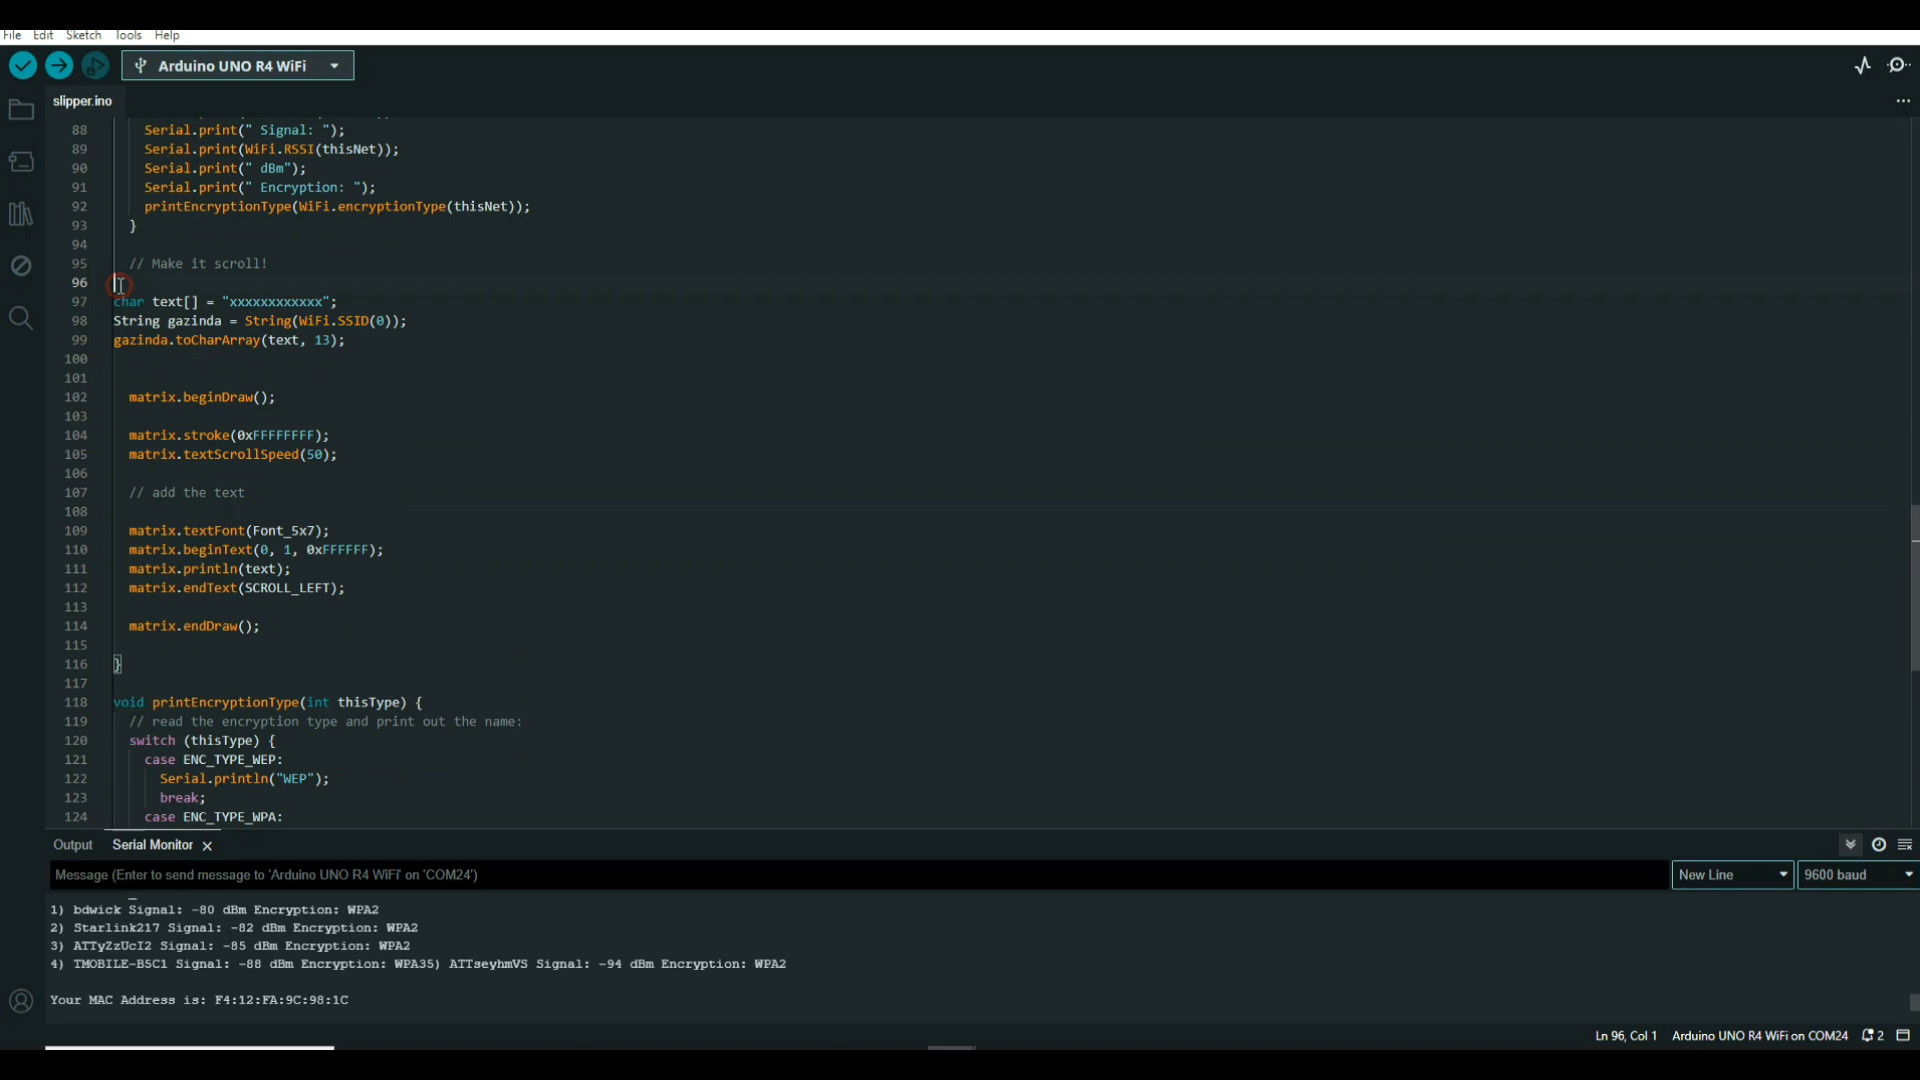 File Edit Sketch Tools Help
Arduino UNO R4 WiFi
slipper.ino
88 Serial.print(" Signal: ");
89 Serial.print(WiFi.RSSI(thisNet));
90 Serial.print(" dBm");
91 Serial.print(" Encryption: ");
92 printEncryptionType(WiFi.encryptionType(thisNet));
93 }
94
95 // Make it scroll!
96
97 char text[] = "xxxxxxxxxxxx";
98 String gazinda = String(WiFi.SSID(0));
99 gazinda.toCharArray(text, 13);
100
101
102 matrix.beginDraw();
103
104 matrix.stroke(0xFFFFFFFF);
105 matrix.textScrollSpeed(50);
106
107 // add the text
108
109 matrix.textFont(Font_5x7);
110 matrix.beginText(0, 1, 0xFFFFFF);
111 matrix.println(text);
112 matrix.endText(SCROLL_LEFT);
113
114 matrix.endDraw();
115
116 }
117
118 void printEncryptionType(int thisType) {
119 // read the encryption type and print out the name:
120 switch (thisType) {
121 case ENC_TYPE_WEP:
122 Serial.println("WEP");
123 break;
124 case ENC_TYPE_WPA:
Output Serial Monitor
Message (Enter to send message to 'Arduino UNO R4 WiFi' on 'COM24') New Line 9600 baud
1) bdwick Signal: -80 dBm Encryption: WPA2
2) Starlink217 Signal: -82 dBm Encryption: WPA2
3) ATTyZzUcI2 Signal: -85 dBm Encryption: WPA2
4) TMOBILE-B5C1 Signal: -88 dBm Encryption: WPA35) ATTseyhmVS Signal: -94 dBm Encryption: WPA2
Your MAC Address is: F4:12:FA:9C:98:1C
Ln 96, Col 1 Arduino UNO R4 WiFi on COM24 2